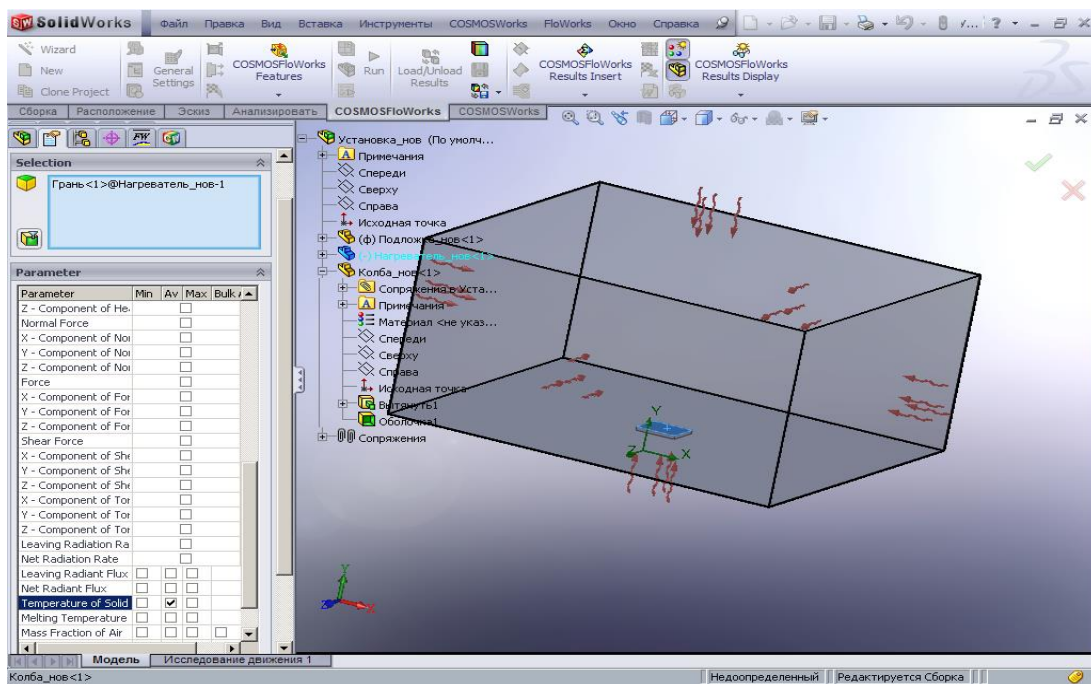 SolidWorks Файл Правка Вид Вставка Инструменты COSMOSWorks FloWorks Окно Справка
Wizard
New
Clone Project
General Settings
COSMOSFloWorks Features
Run
Load/Unload Results
COSMOSFloWorks Results Insert
COSMOSFloWorks Results Display
Сборка Расположение Эскиз Анализировать COSMOSFloWorks COSMOSWorks
Selection
Грань<1>@Нагреватель_нов-1
Parameter
Parameter Min Av Max Bulk
Z - Component of He
Normal Force
X - Component of Nor
Y - Component of Nor
Z - Component of Nor
Force
X - Component of For
Y - Component of For
Z - Component of For
Shear Force
X - Component of She
Y - Component of She
Z - Component of She
X - Component of Tor
Y - Component of Tor
Z - Component of Tor
Leaving Radiation Ra
Net Radiation Rate
Leaving Radiant Flux
Net Radiant Flux
Temperature of Solid
Melting Temperature
Mass Fraction of Air
Установка_нов (По умолч...
Примечания
Спереди
Сверху
Справа
Исходная точка
(ф) Подложка_нов<1>
(-) Нагреватель_нов<1>
Колба_нов<1>
Сопряжения в Уста...
Примечания
Материал <не указ...
Спереди
Сверху
Справа
Исходная точка
Вытянуть1
Оболочка1
Сопряжения
Y
Z X
Y
Z X
Модель Исследование движения 1
Колба_нов<1> Недоопределенный Редактируется Сборка